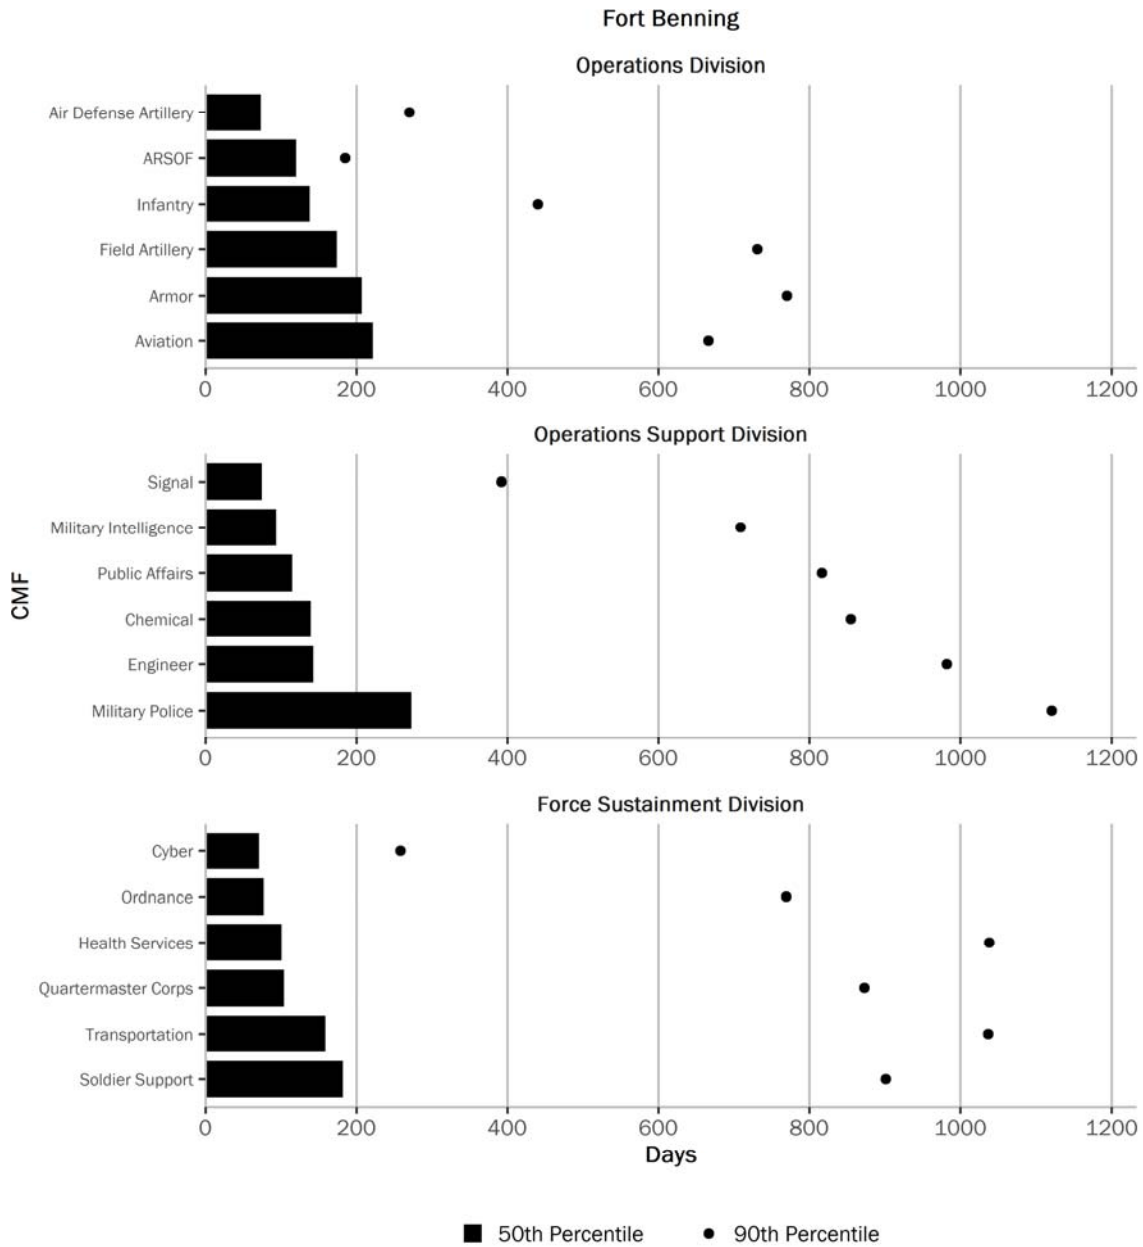 Fort Benning
Operations Division
Air Defense Artillery
ARSOF
Infantry
Field Artillery
Armor
Aviation
0 200 400 600 800 1000 1200
Operations Support Division
Signal
Military Intelligence
Public Affairs
Chemical
Engineer
Military Police
0 200 400 600 800 1000 1200
CMF
Force Sustainment Division
Cyber
Ordnance
Health Services
Quartermaster Corps
Transportation
Soldier Support
0 200 400 600 800 1000 1200
Days
50th Percentile 90th Percentile